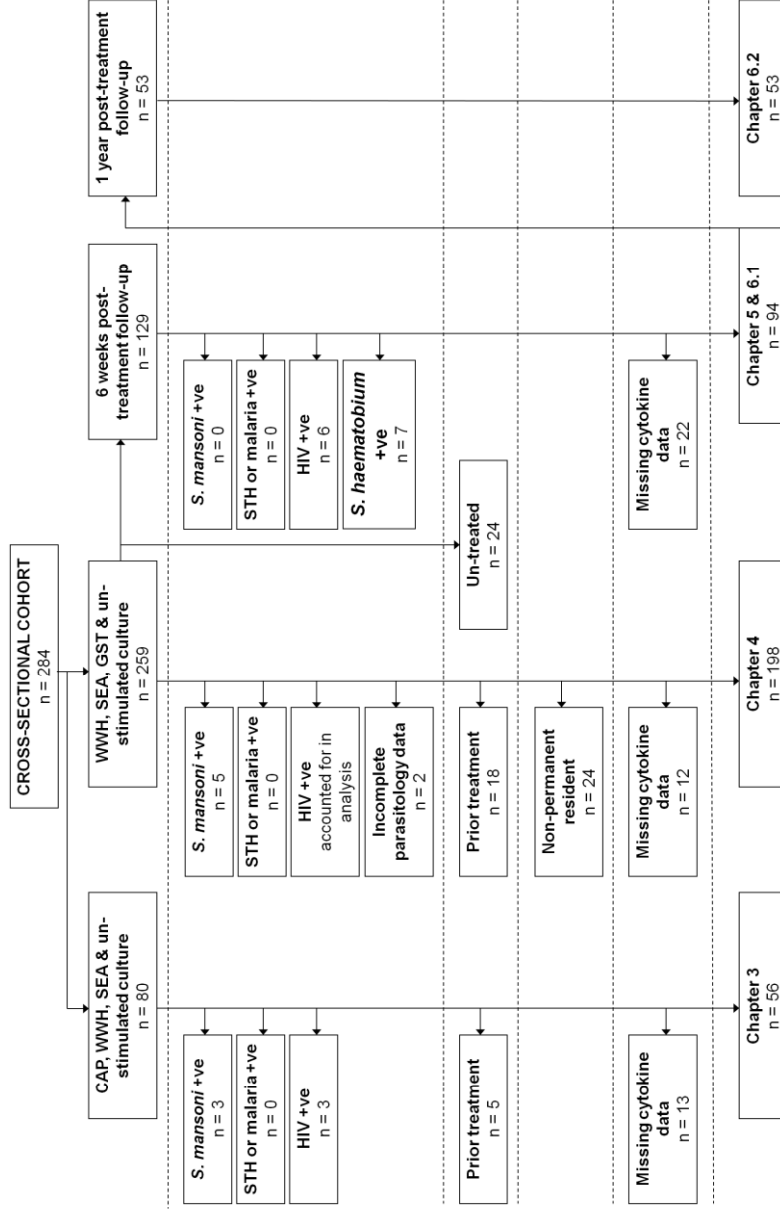 CROSS-SECTIONAL COHORT
n = 284
CAP, WWH, SEA & un-
stimulated culture
n = 80
WWH, SEA, GST & un-
stimulated culture
n = 259
6 weeks post-
treatment follow-up
n = 129
1 year post-treatment
follow-up
n = 53
S. mansoni +ve
n = 3
STH or malaria +ve
n = 0
HIV +ve
n = 3
Prior treatment
n = 5
Missing cytokine
data
n = 13
Chapter 3
n = 56
S. mansoni +ve
n = 5
STH or malaria +ve
n = 0
HIV +ve
accounted for in
analysis
Incomplete
parasitology data
n = 2
Prior treatment
n = 18
Non-permanent
resident
n = 24
Missing cytokine
data
n = 12
Chapter 4
n = 198
Un-treated
n = 24
S. mansoni +ve
n = 0
STH or malaria +ve
n = 0
HIV +ve
n = 6
S. haematobium
+ve
n = 7
Missing cytokine
data
n = 22
Chapter 5 & 6.1
n = 94
Chapter 6.2
n = 53